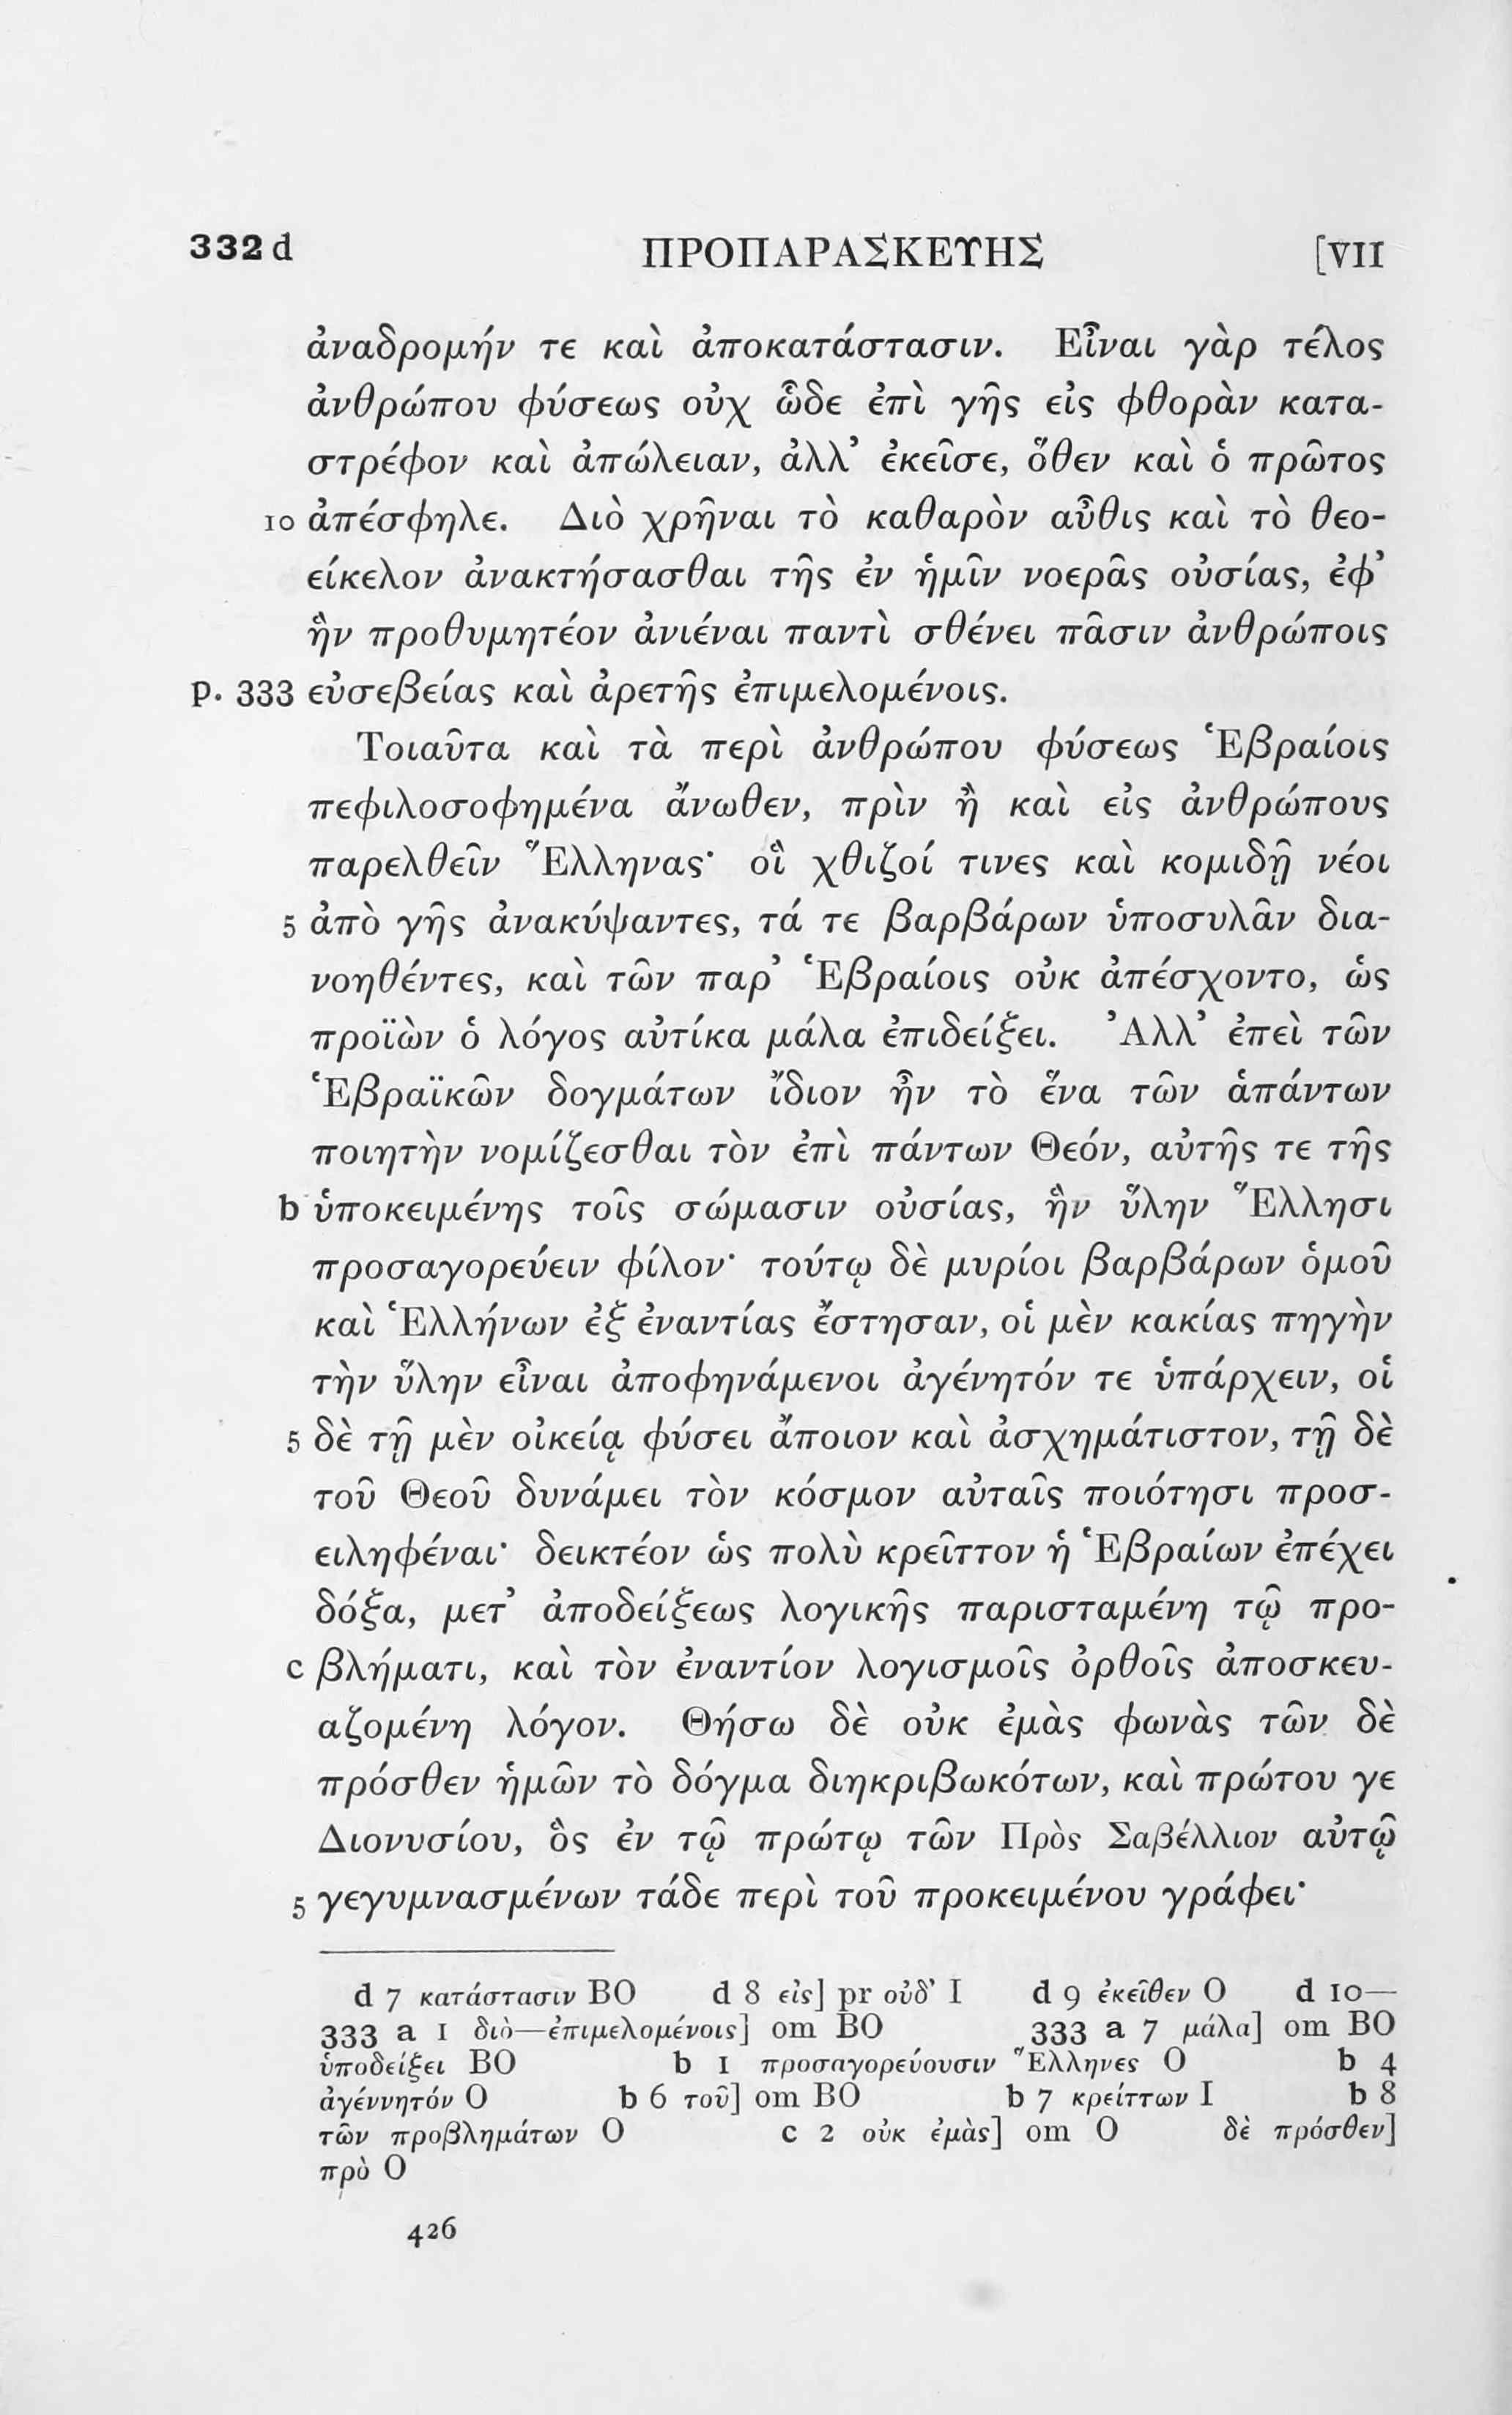 332 d ΠΡΟΠΑΡΑΣΚΕΥΗΣ [VII
ἀναδρομήν τε καὶ ἀποκατάστασιν. Εἶναι γὰρ τέλος
ἀνθρώπου φύσεως οὐχ ὧδε ἐπὶ γῆς εἰς φθορὰν κατα-
στρέφον καὶ ἀπώλειαν, ἀλλ’ ἐκεῖσε, ὅθεν καὶ ὁ πρῶτος
10 ἀπέσφηλε. Διὸ χρῆναι τὸ καθαρὸν αὖθις καὶ τὸ θεο-
είκελον ἀνακτήσασθαι τῆς ἐν ἡμῖν νοερᾶς οὐσίας, ἐφ’
ἣν προθυμητέον ἀνιέναι παντὶ σθένει πᾶσιν ἀνθρώποις
p. 333 εὐσεβείας καὶ ἀρετῆς ἐπιμελομένοις.
Τοιαῦτα καὶ τὰ περὶ ἀνθρώπου φύσεως Ἑβραίοις
πεφιλοσοφημένα ἄνωθεν, πρὶν ἢ καὶ εἰς ἀνθρώπους
παρελθεῖν Ἕλληνας· οἳ χθιζοί τινες καὶ κομιδῇ νέοι
5 ἀπὸ γῆς ἀνακύψαντες, τά τε βαρβάρων ὑποσυλᾶν δια-
νοηθέντες, καὶ τῶν παρ’ Ἑβραίοις οὐκ ἀπέσχοντο, ὡς
προϊὼν ὁ λόγος αὐτίκα μάλα ἐπιδείξει. Ἀλλ’ ἐπεὶ τῶν
Ἑβραϊκῶν δογμάτων ἴδιον ἦν τὸ ἕνα τῶν ἁπάντων
ποιητὴν νομίζεσθαι τὸν ἐπὶ πάντων Θεόν, αὐτῆς τε τῆς
b ὑποκειμένης τοῖς σώμασιν οὐσίας, ἣν ὕλην Ἕλλησι
προσαγορεύειν φίλον· τούτῳ δὲ μυρίοι βαρβάρων ὁμοῦ
καὶ Ἑλλήνων ἐξ ἐναντίας ἔστησαν, οἱ μὲν κακίας πηγὴν
τὴν ὕλην εἶναι ἀποφηνάμενοι ἀγένητόν τε ὑπάρχειν, οἱ
5 δὲ τῇ μὲν οἰκείᾳ φύσει ἄποιον καὶ ἀσχημάτιστον, τῇ δὲ
τοῦ Θεοῦ δυνάμει τὸν κόσμον αὐταῖς ποιότησι προσ-
ειληφέναι· δεικτέον ὡς πολὺ κρεῖττον ἡ Ἑβραίων ἐπέχει
δόξα, μετ’ ἀποδείξεως λογικῆς παρισταμένη τῷ προ-
c βλήματι, καὶ τὸν ἐναντίον λογισμοῖς ὀρθοῖς ἀποσκευ-
αζομένη λόγον. Θήσω δὲ οὐκ ἐμὰς φωνὰς τῶν δὲ
πρόσθεν ἡμῶν τὸ δόγμα διηκριβωκότων, καὶ πρώτου γε
Διονυσίου, ὃς ἐν τῷ πρώτῳ τῶν Πρὸς Σαβέλλιον αὐτῷ
5 γεγυμνασμένων τάδε περὶ τοῦ προκειμένου γράφει·
d 7 κατάστασιν BO d 8 εἰς] pr οὐδ’ I d 9 ἐκεῖθεν O d 10—
333 a 1 διὸ—ἐπιμελομένοις] om BO 333 a 7 μάλα] om BO
ὑποδείξει BO b 1 προσαγορεύουσιν Ἕλληνες O b 4
ἀγέννητόν O b 6 τοῦ] om BO b 7 κρείττων I b 8
τῶν προβλημάτων O c 2 οὐκ ἐμὰς] om O δὲ πρόσθεν]
πρὸ O
426